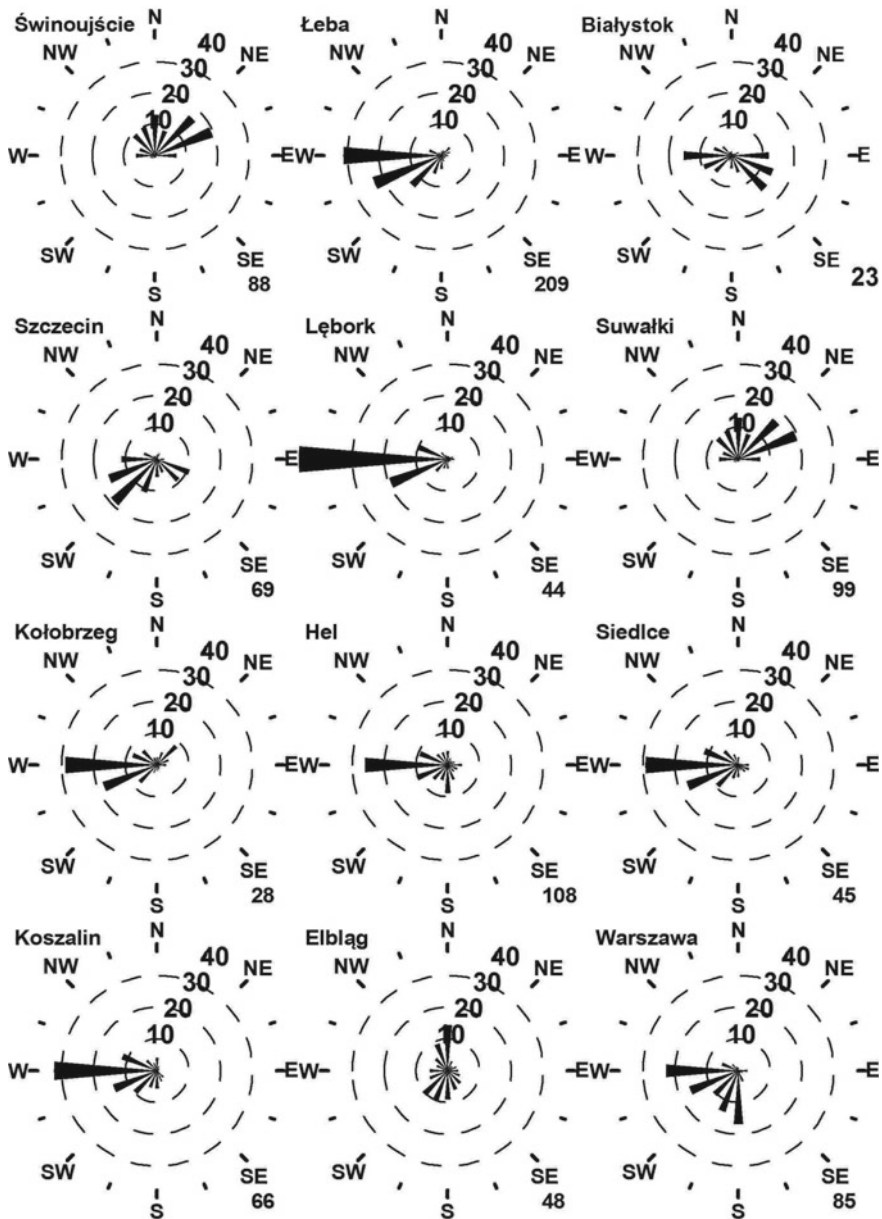 Świnoujście
N
NW
NE
40
30
20
10
W
E
SW
SE
S
88
Łeba
N
NW
NE
40
30
20
10
W
E
SW
SE
S
209
Białystok
N
NW
NE
40
30
20
10
W
E
SW
SE
S
23
Szczecin
N
NW
NE
40
30
20
10
W
E
SW
SE
S
69
Lębork
N
NW
NE
40
30
20
10
E
SW
SE
S
44
Suwałki
N
NW
NE
40
30
20
10
W
E
SW
SE
S
99
Kołobrzeg
N
NW
NE
40
30
20
10
W
E
SW
SE
S
28
Hel
N
NW
NE
40
30
20
10
W
E
SW
SE
S
108
Siedlce
N
NW
NE
40
30
20
10
W
E
SW
SE
S
45
Koszalin
N
NW
NE
40
30
20
10
W
E
SW
SE
S
66
Elbląg
N
NW
NE
40
30
20
10
W
E
SW
SE
S
48
Warszawa
N
NW
NE
40
30
20
10
W
E
SW
SE
S
85